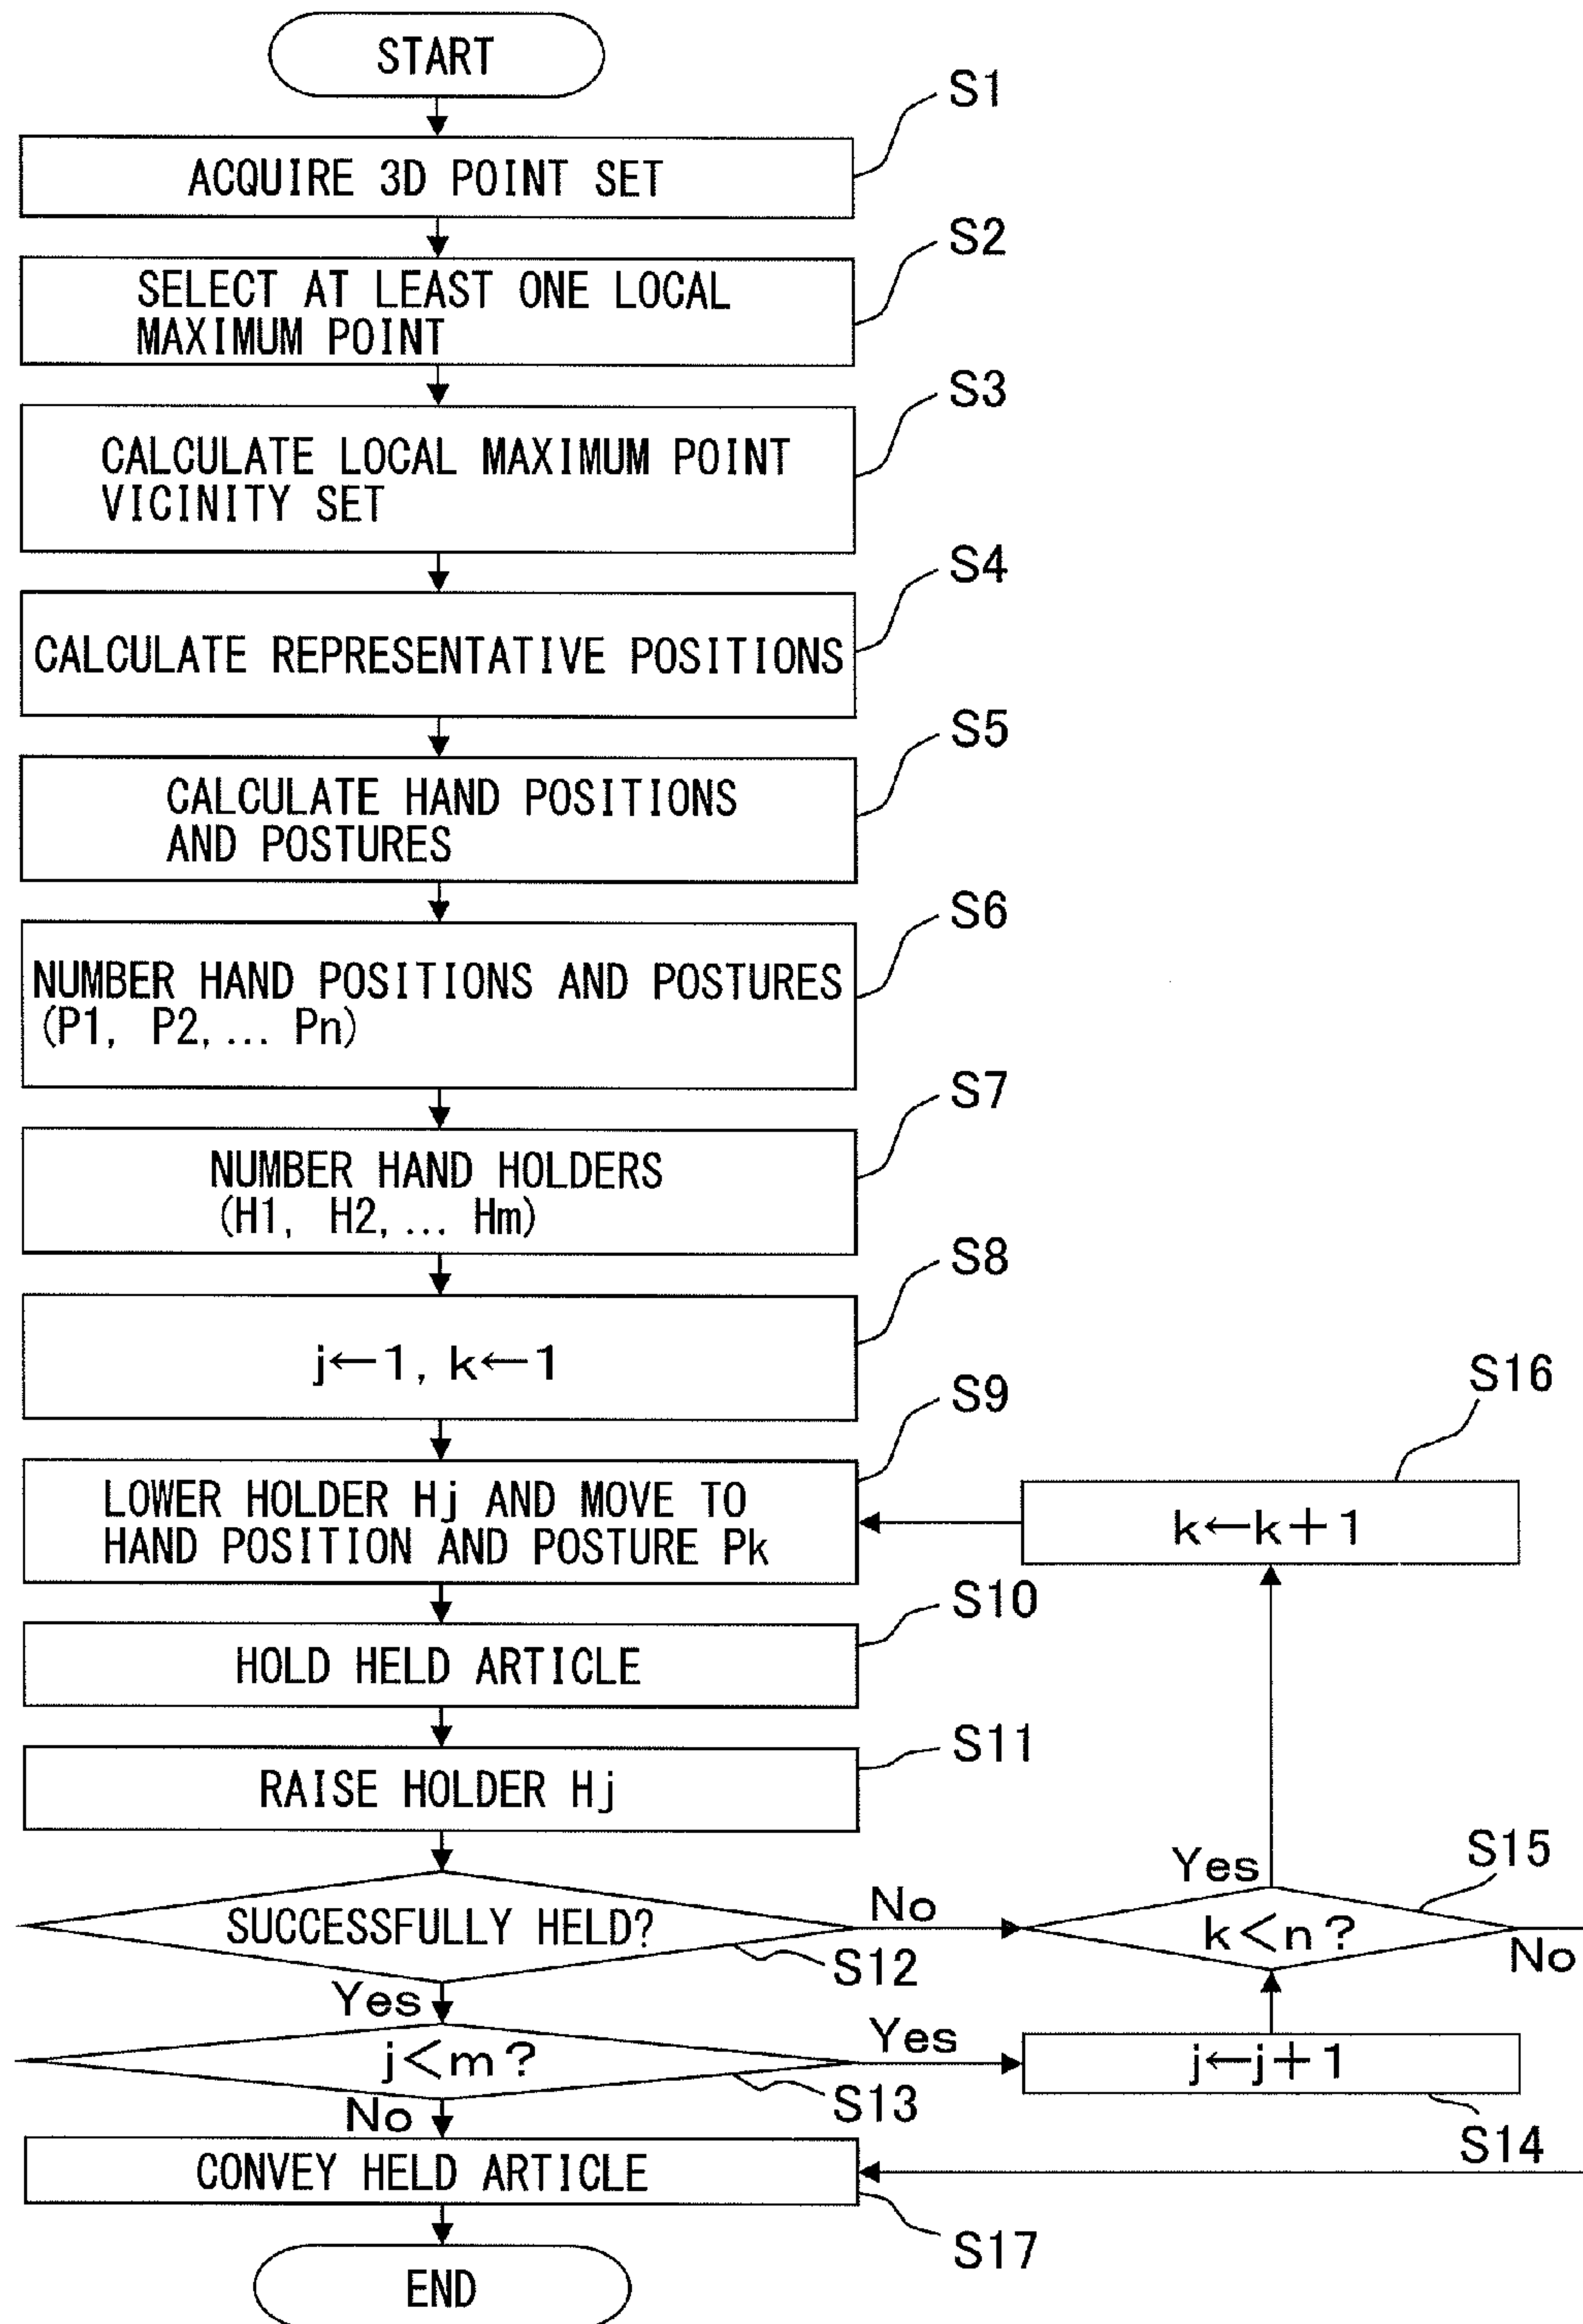 START
S1
ACQUIRE 3D POINT SET
S2
SELECT AT LEAST ONE LOCAL
MAXIMUM POINT
S3
CALCULATE LOCAL MAXIMUM POINT
VICINITY SET
S4
CALCULATE REPRESENTATIVE POSITIONS
S5
CALCULATE HAND POSITIONS
AND POSTURES
S6
NUMBER HAND POSITIONS AND POSTURES
(P1, P2,... Pn)
S7
NUMBER HAND HOLDERS
(H1, H2,... Hm)
S8
j←1, k←1
S9
S16
LOWER HOLDER Hj AND MOVE TO
HAND POSITION AND POSTURE Pk
k←k+1
S10
HOLD HELD ARTICLE
S11
RAISE HOLDER Hj
S15
Yes
SUCCESSFULLY HELD?
No
k<n?
No
S12
Yes
j<m?
Yes
j←j+1
S13
No
S14
CONVEY HELD ARTICLE
S17
END